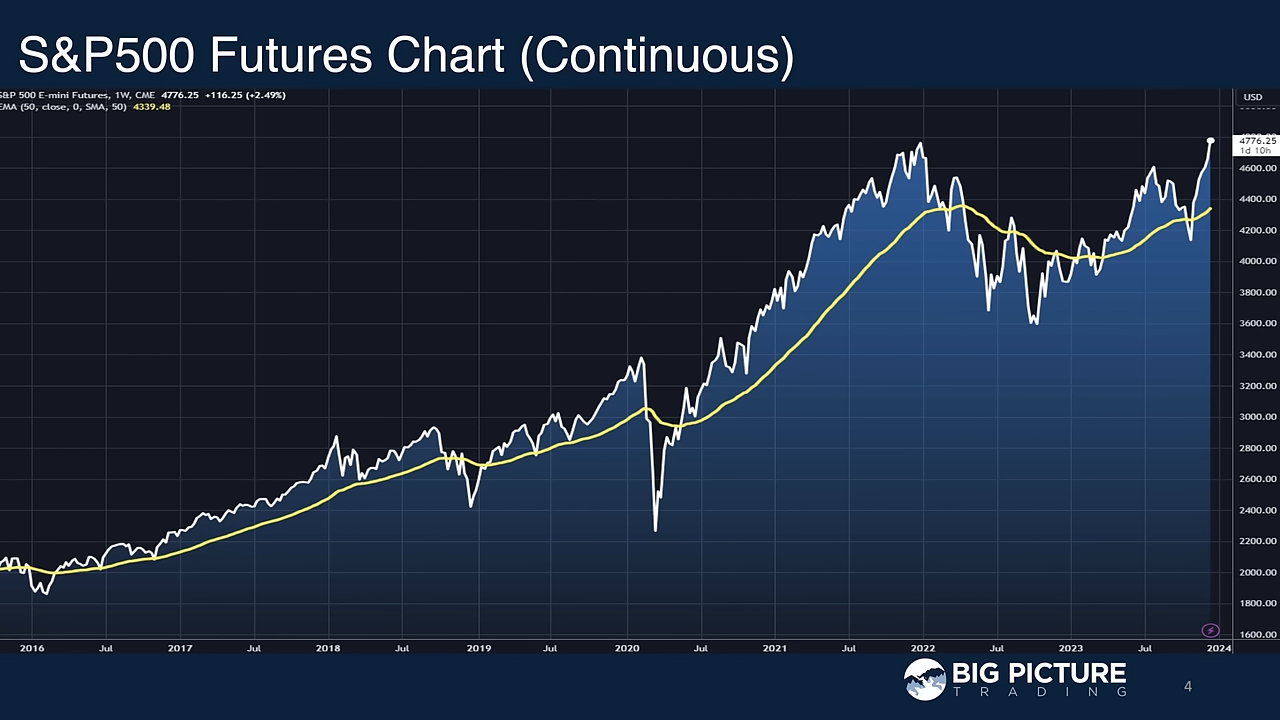 S&P500 Futures Chart (Continuous)
S&P 500 E-mini Futures, 1W, CME 4776.25 +116.25 (+2.49%)
EMA (50, close, 0, SMA, 50) 4339.48
USD
4776.25
1d 10h
4600.00
4400.00
4200.00
4000.00
3800.00
3600.00
3400.00
3200.00
3000.00
2800.00
2600.00
2400.00
2200.00
2000.00
1800.00
1600.00
2016 Jul 2017 Jul 2018 Jul 2019 Jul 2020 Jul 2021 Jul 2022 Jul 2023 Jul 2024
BIG PICTURE
TRADING
4